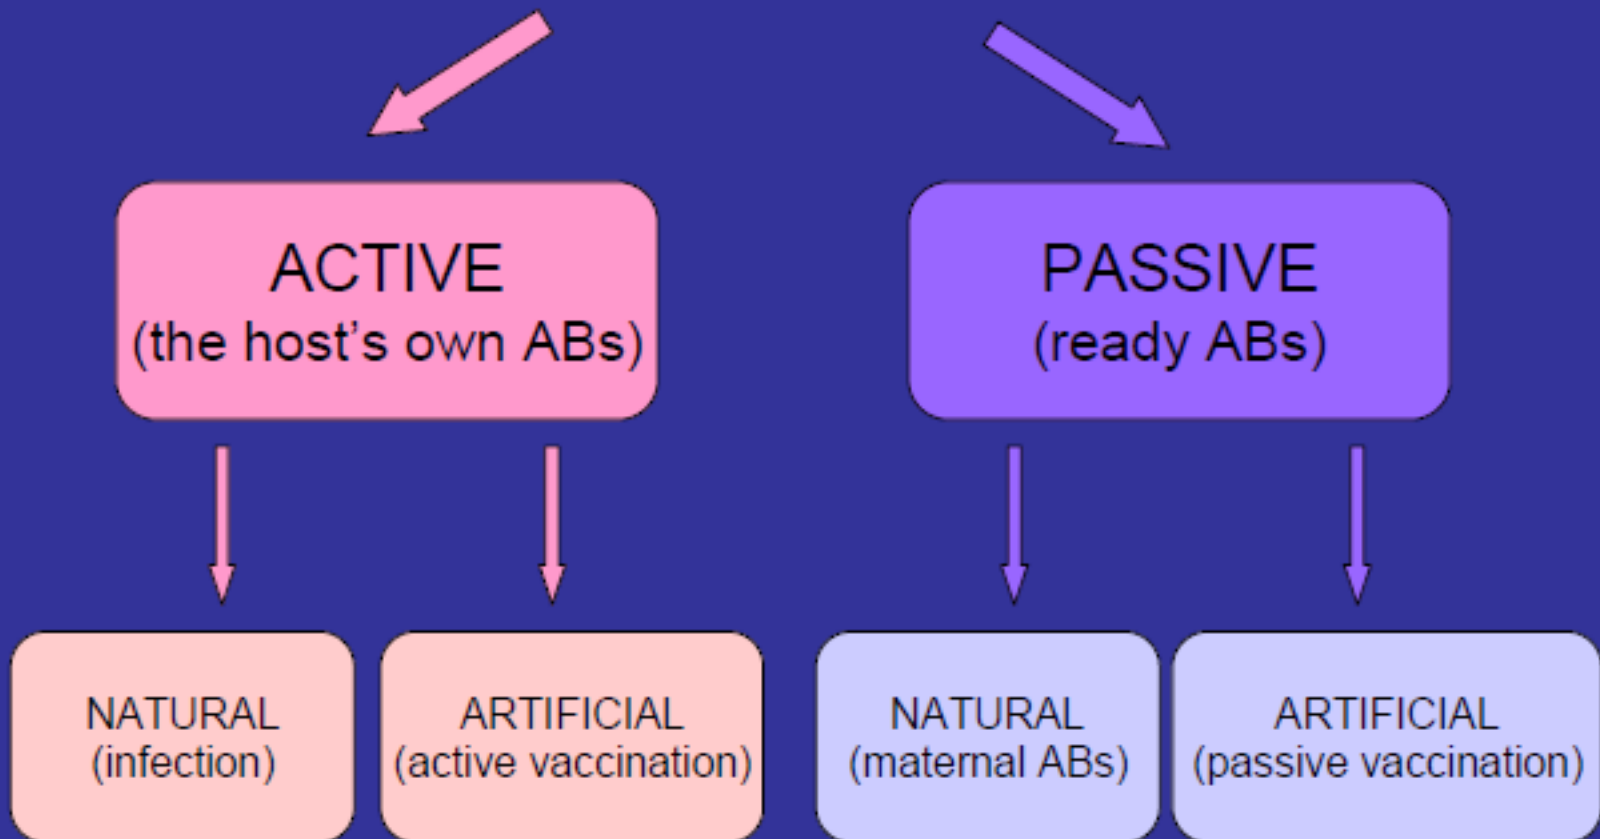 ACTIVE
(the host's own ABs)
PASSIVE
(ready ABs)
NATURAL
(infection)
ARTIFICIAL
(active vaccination)
NATURAL
(maternal ABs)
ARTIFICIAL
(passive vaccination)